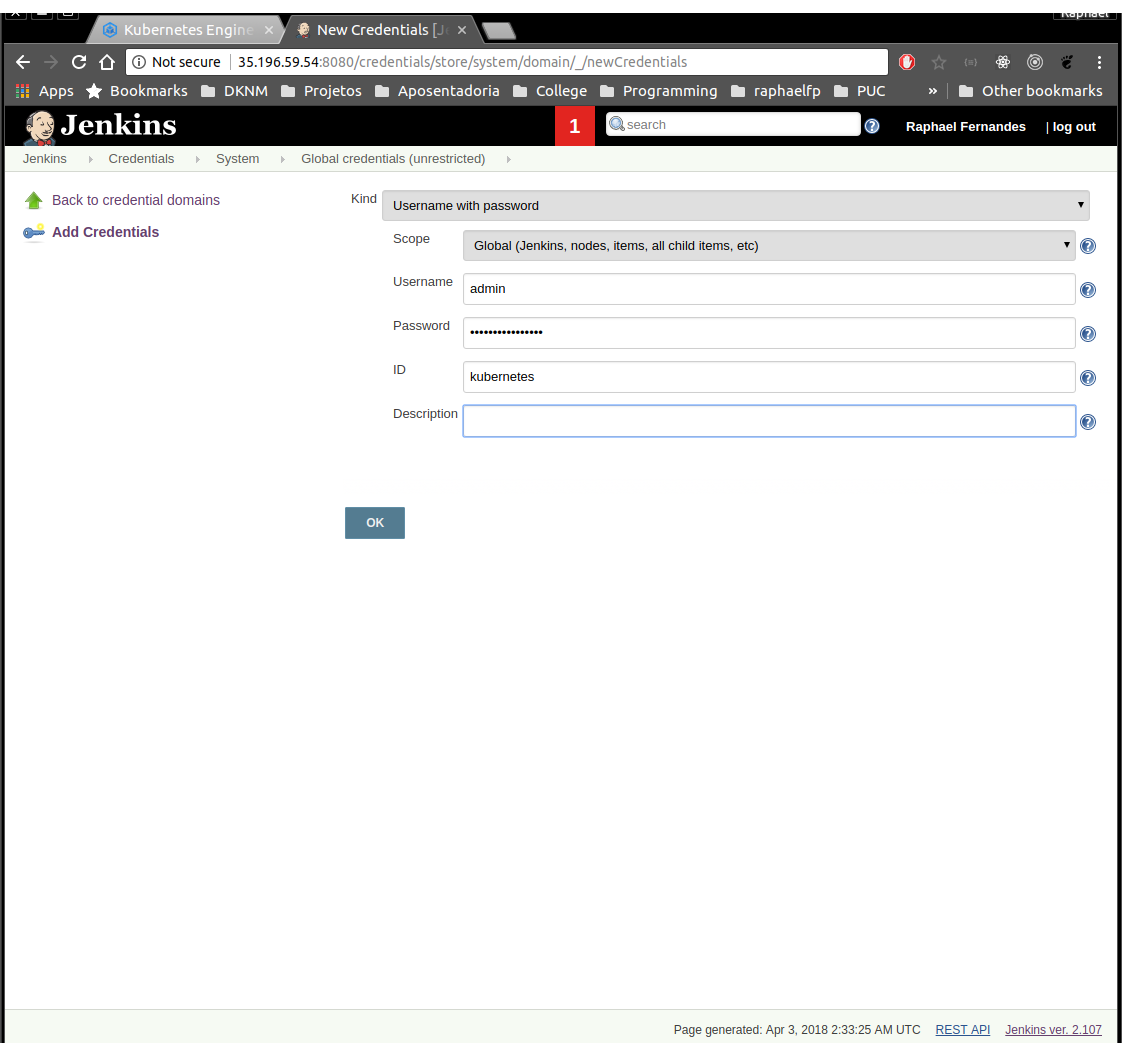 Raphael
Kubernetes Engine
New Credentials [J
Not secure 35.196.59.54:8080/credentials/store/system/domain/_/newCredentials
Apps Bookmarks DKNM Projetos Aposentadoria College Programming raphaelfp PUC » Other bookmarks
Jenkins 1 search Raphael Fernandes | log out
Jenkins Credentials System Global credentials (unrestricted)
Back to credential domains
Add Credentials
Kind Username with password
Scope Global (Jenkins, nodes, items, all child items, etc)
Username admin
Password ••••••••••••••••
ID kubernetes
Description
OK
Page generated: Apr 3, 2018 2:33:25 AM UTC REST API Jenkins ver. 2.107